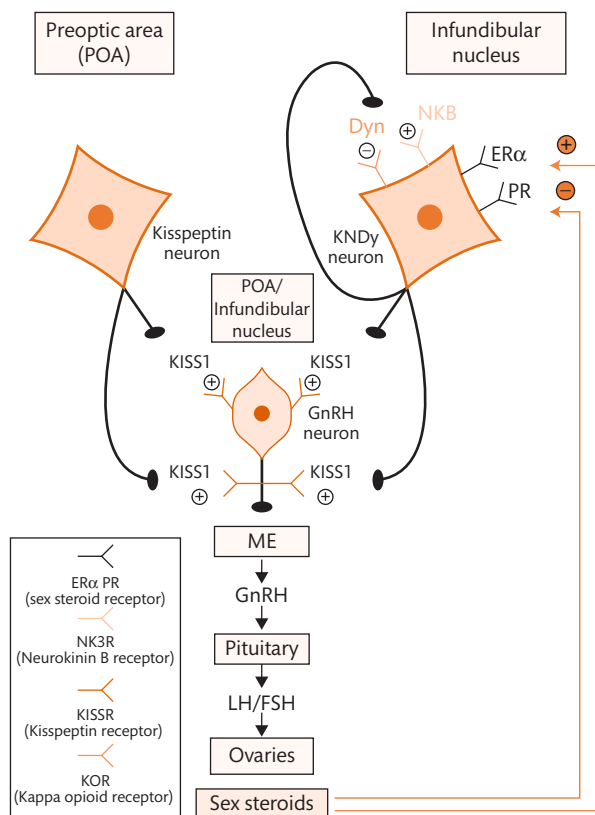 Preoptic area
(POA)
Infundibular
nucleus
NKB
Dyn
+
−
ERα
+
PR
−
Kisspeptin
neuron
KNDy
neuron
POA/
Infundibular
nucleus
KISS1
KISS1
+
+
GnRH
neuron
KISS1
KISS1
+
+
ME
GnRH
Pituitary
LH/FSH
Ovaries
Sex steroids
ERα PR
(sex steroid receptor)
NK3R
(Neurokinin B receptor)
KISSR
(Kisspeptin receptor)
KOR
(Kappa opioid receptor)